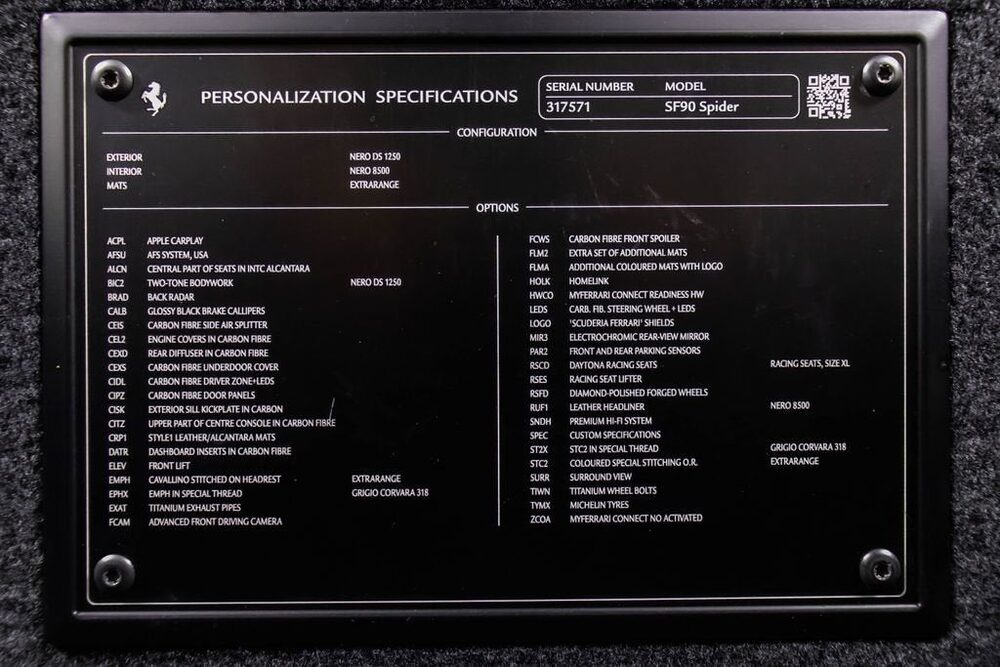 PERSONALIZATION SPECIFICATIONS
SERIAL NUMBER MODEL
317571 SF90 Spider
CONFIGURATION
EXTERIOR NERO DS 1250
INTERIOR NERO 8500
MATS EXTRARANGE
OPTIONS
ACPL APPLE CARPLAY
AFSU AFS SYSTEM, USA
ALCN CENTRAL PART OF SEATS IN INTC ALCANTARA
BIC2 TWO-TONE BODYWORK NERO DS 1250
BRAD BACK RADAR
CALB GLOSSY BLACK BRAKE CALLIPERS
CEIS CARBON FIBRE SIDE AIR SPLITTER
CEL2 ENGINE COVERS IN CARBON FIBRE
CEXD REAR DIFFUSER IN CARBON FIBRE
CEXS CARBON FIBRE UNDERDOOR COVER
CIDL CARBON FIBRE DRIVER ZONE+LEDS
CIPZ CARBON FIBRE DOOR PANELS
CISK EXTERIOR SILL KICKPLATE IN CARBON
CITZ UPPER PART OF CENTRE CONSOLE IN CARBON FIBRE
CRP1 STYLE1 LEATHER/ALCANTARA MATS
DATR DASHBOARD INSERTS IN CARBON FIBRE
ELEV FRONT LIFT
EMPH CAVALLINO STITCHED ON HEADREST EXTRARANGE
EPHX EMPH IN SPECIAL THREAD GRIGIO CORVARA 318
EXAT TITANIUM EXHAUST PIPES
FCAM ADVANCED FRONT DRIVING CAMERA
FCWS CARBON FIBRE FRONT SPOILER
FLM2 EXTRA SET OF ADDITIONAL MATS
FLMA ADDITIONAL COLOURED MATS WITH LOGO
HOLK HOMELINK
HWCO MYFERRARI CONNECT READINESS HW
LEDS CARB. FIB. STEERING WHEEL + LEDS
LOGO 'SCUDERIA FERRARI' SHIELDS
MIR3 ELECTROCHROMIC REAR-VIEW MIRROR
PAR2 FRONT AND REAR PARKING SENSORS
RSCD DAYTONA RACING SEATS RACING SEATS, SIZE XL
RSES RACING SEAT LIFTER
RSFD DIAMOND-POLISHED FORGED WHEELS
RUF1 LEATHER HEADLINER NERO 8500
SNDH PREMIUM HI-FI SYSTEM
SPEC CUSTOM SPECIFICATIONS
ST2X STC2 IN SPECIAL THREAD GRIGIO CORVARA 318
STC2 COLOURED SPECIAL STITCHING O.R. EXTRARANGE
SURR SURROUND VIEW
TIWN TITANIUM WHEEL BOLTS
TYMX MICHELIN TYRES
ZCOA MYFERRARI CONNECT NO ACTIVATED